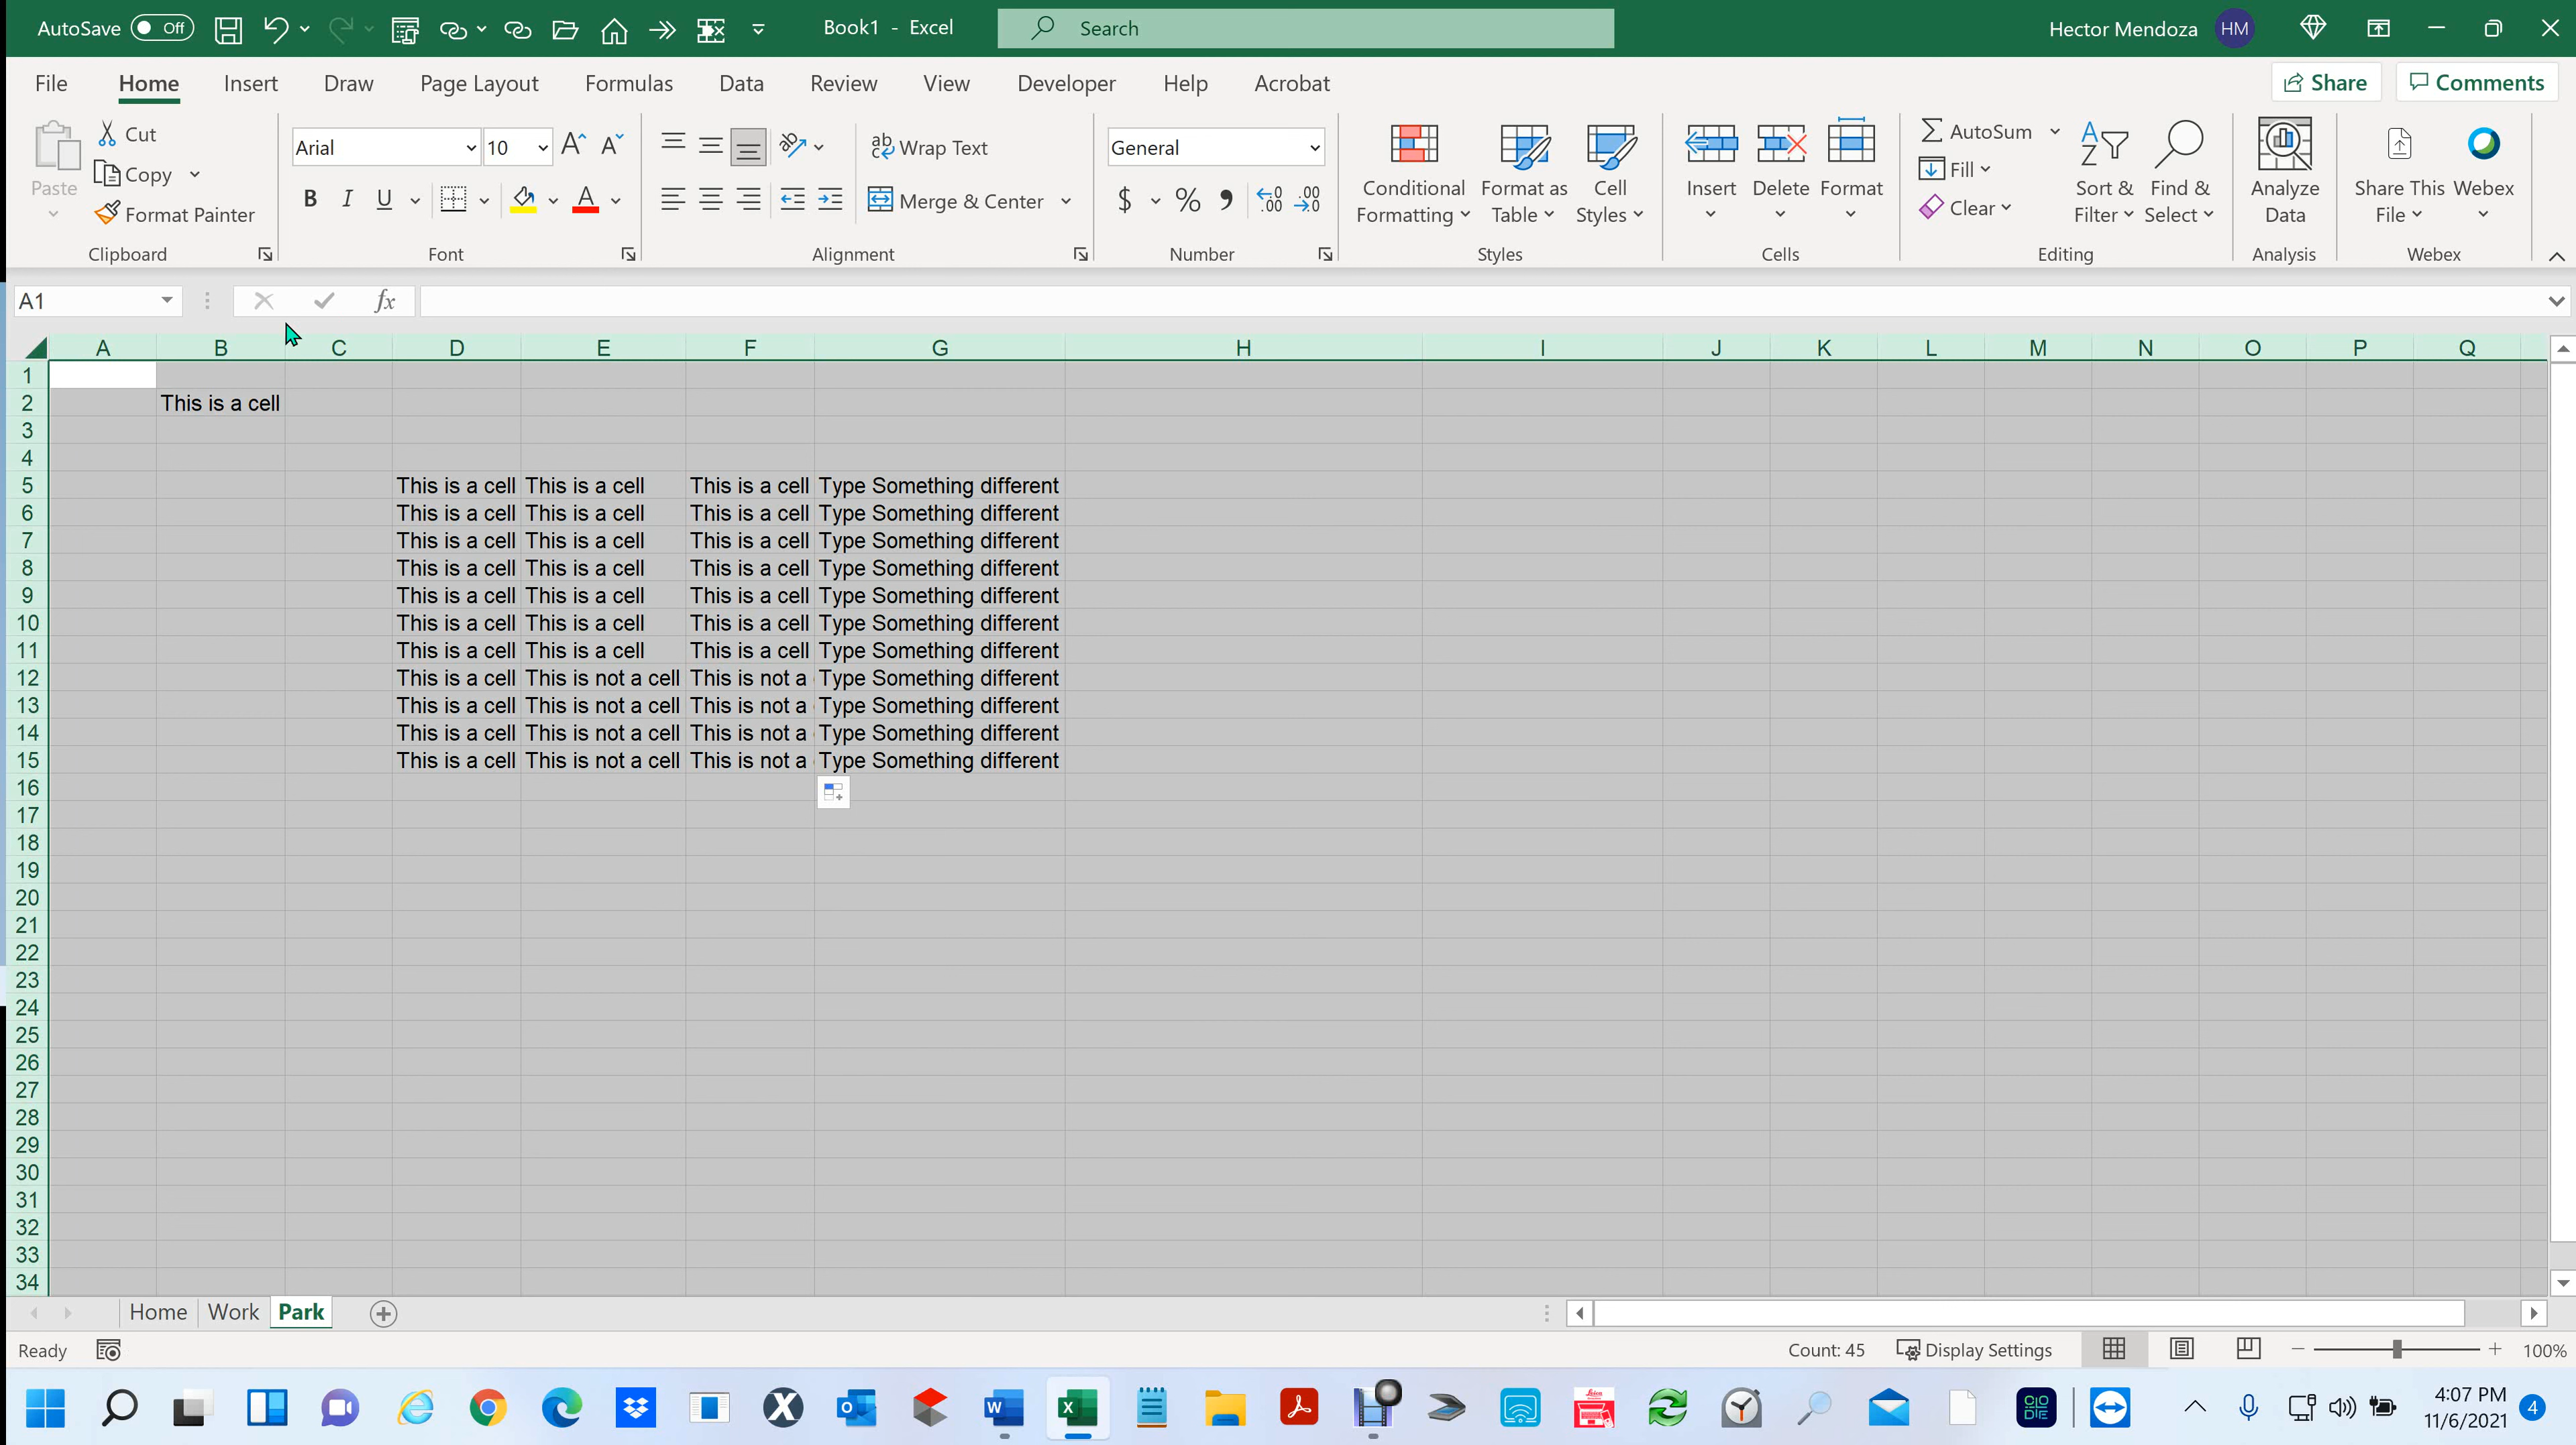 AutoSave Off Book1 - Excel Search Hector Mendoza HM
File Home Insert Draw Page Layout Formulas Data Review View Developer Help Acrobat Share Comments
Paste Cut Copy Format Painter Clipboard
Arial 10 B I U A Font
ab Wrap Text Merge & Center Alignment
General $ % , .00 .0 Number
Conditional Formatting Format as Table Cell Styles Styles
Insert Delete Format Cells
AutoSum Fill Clear Sort & Filter Find & Select Editing
Analyze Data Analysis
Share This File Webex Webex
A1 fx
A B C D E F G H I J K L M N O P Q
1
2 This is a cell
3
4
5 This is a cell This is a cell This is a cell Type Something different
6 This is a cell This is a cell This is a cell Type Something different
7 This is a cell This is a cell This is a cell Type Something different
8 This is a cell This is a cell This is a cell Type Something different
9 This is a cell This is a cell This is a cell Type Something different
10 This is a cell This is a cell This is a cell Type Something different
11 This is a cell This is a cell This is a cell Type Something different
12 This is a cell This is not a cell This is not a Type Something different
13 This is a cell This is not a cell This is not a Type Something different
14 This is a cell This is not a cell This is not a Type Something different
15 This is a cell This is not a cell This is not a Type Something different
16
17
18
19
20
21
22
23
24
25
26
27
28
29
30
31
32
33
34
Home Work Park
Ready Count: 45 Display Settings 100%
4:07 PM
11/6/2021 4